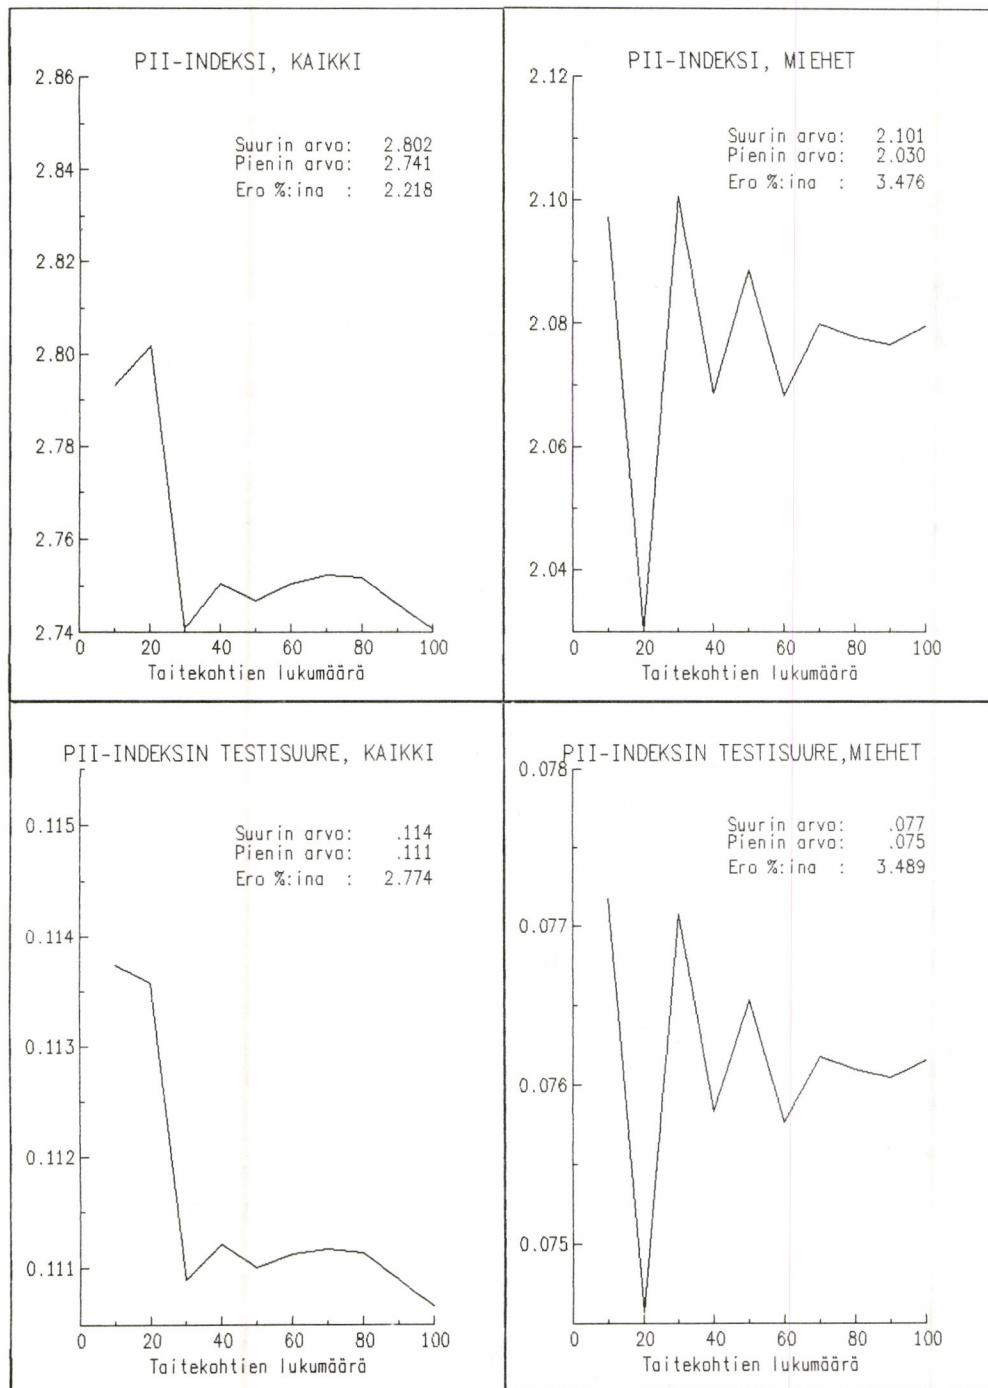 PII-INDEKSI, KAIKKI
2.86
2.84
2.82
2.80
2.78
2.76
2.74
Suurin arvo: 2.802
Pienin arvo: 2.741
Ero %:ina : 2.218
0 20 40 60 80 100
Taitekohtien lukumäärä
PII-INDEKSI, MIEHET
2.12
2.10
2.08
2.06
2.04
Suurin arvo: 2.101
Pienin arvo: 2.030
Ero %:ina : 3.476
0 20 40 60 80 100
Taitekohtien lukumäärä
PII-INDEKSIN TESTISUURE, KAIKKI
0.115
0.114
0.113
0.112
0.111
Suurin arvo: .114
Pienin arvo: .111
Ero %:ina : 2.774
0 20 40 60 80 100
Taitekohtien lukumäärä
PII-INDEKSIN TESTISUURE,MIEHET
0.078
0.077
0.076
0.075
Suurin arvo: .077
Pienin arvo: .075
Ero %:ina : 3.489
0 20 40 60 80 100
Taitekohtien lukumäärä